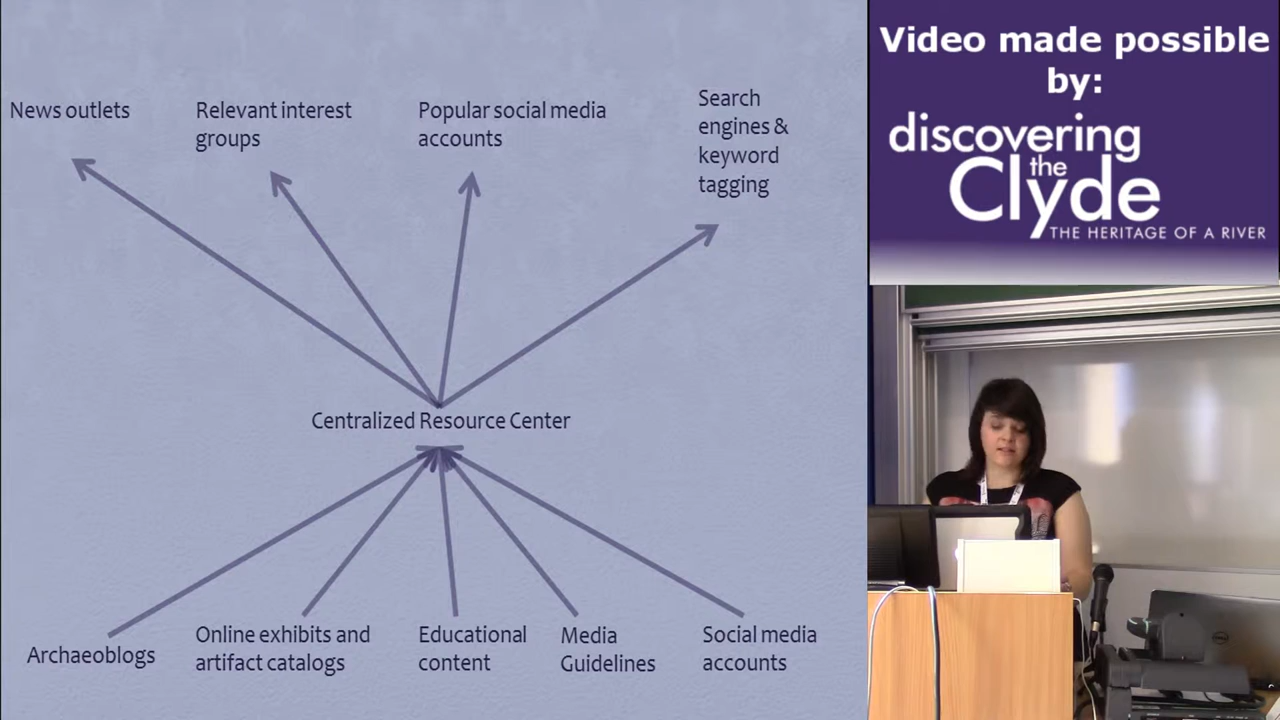 News outlets
Relevant interest
groups
Popular social media
accounts
Search
engines &
keyword
tagging
Centralized Resource Center
Archaeoblogs
Online exhibits and
artifact catalogs
Educational
content
Media
Guidelines
Social media
accounts
Video made possible
by:
discovering
the
Clyde
THE HERITAGE OF A RIVER